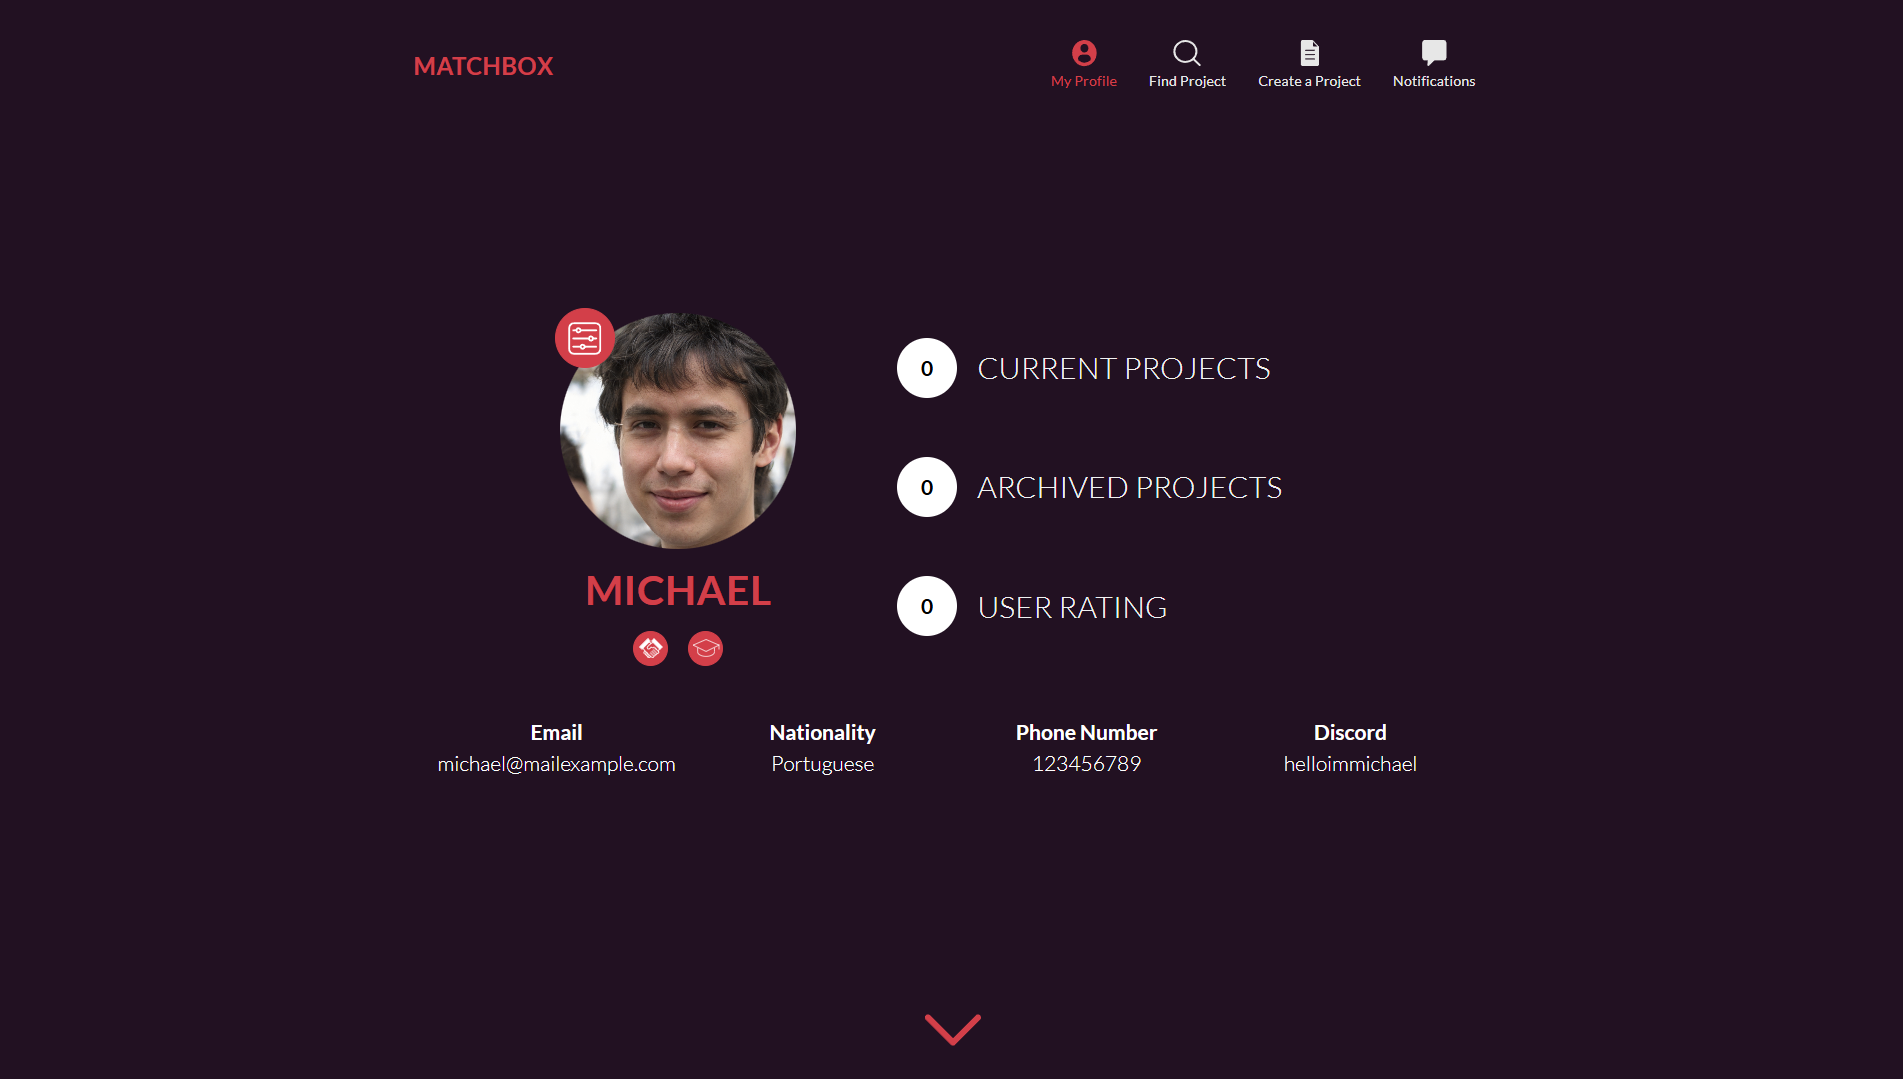 MATCHBOX
My Profile
Find Project
Create a Project
Notifications
0 CURRENT PROJECTS
0 ARCHIVED PROJECTS
0 USER RATING
MICHAEL
Email
michael@mailexample.com
Nationality
Portuguese
Phone Number
123456789
Discord
helloimmichael